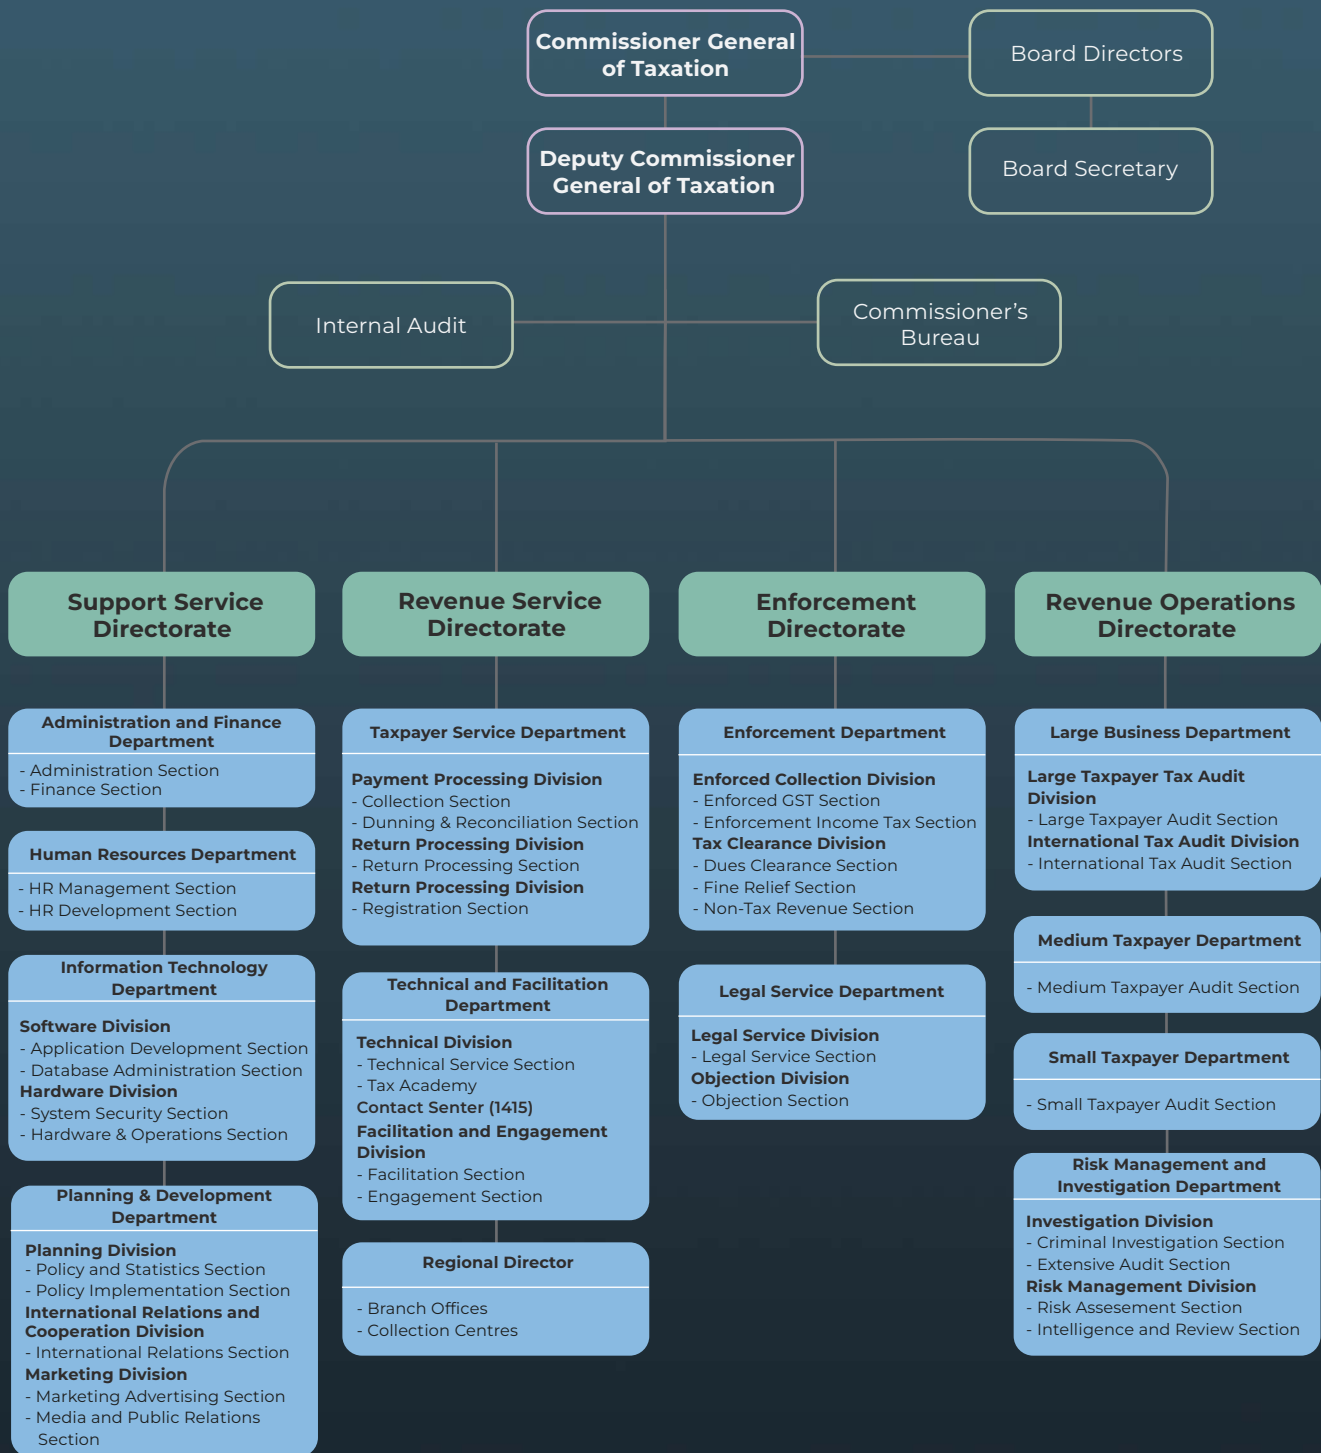 Commissioner General
of Taxation
Board Directors
Deputy Commissioner
General of Taxation
Board Secretary
Internal Audit
Commissioner's
Bureau
Support Service
Directorate
Administration and Finance
Department
- Administration Section
- Finance Section
Human Resources Department
- HR Management Section
- HR Development Section
Information Technology
Department
Software Division
- Application Development Section
- Database Administration Section
Hardware Division
- System Security Section
- Hardware & Operations Section
Planning & Development
Department
Planning Division
- Policy and Statistics Section
- Policy Implementation Section
International Relations and
Cooperation Division
- International Relations Section
Marketing Division
- Marketing Advertising Section
- Media and Public Relations
Section
Revenue Service
Directorate
Taxpayer Service Department
Payment Processing Division
- Collection Section
- Dunning & Reconciliation Section
Return Processing Division
- Return Processing Section
Return Processing Division
- Registration Section
Technical and Facilitation
Department
Technical Division
- Technical Service Section
- Tax Academy
Contact Senter (1415)
Facilitation and Engagement
Division
- Facilitation Section
- Engagement Section
Regional Director
- Branch Offices
- Collection Centres
Enforcement
Directorate
Enforcement Department
Enforced Collection Division
- Enforced GST Section
- Enforcement Income Tax Section
Tax Clearance Division
- Dues Clearance Section
- Fine Relief Section
- Non-Tax Revenue Section
Legal Service Department
Legal Service Division
- Legal Service Section
Objection Division
- Objection Section
Revenue Operations
Directorate
Large Business Department
Large Taxpayer Tax Audit
Division
- Large Taxpayer Audit Section
International Tax Audit Division
- International Tax Audit Section
Medium Taxpayer Department
- Medium Taxpayer Audit Section
Small Taxpayer Department
- Small Taxpayer Audit Section
Risk Management and
Investigation Department
Investigation Division
- Criminal Investigation Section
- Extensive Audit Section
Risk Management Division
- Risk Assesement Section
- Intelligence and Review Section